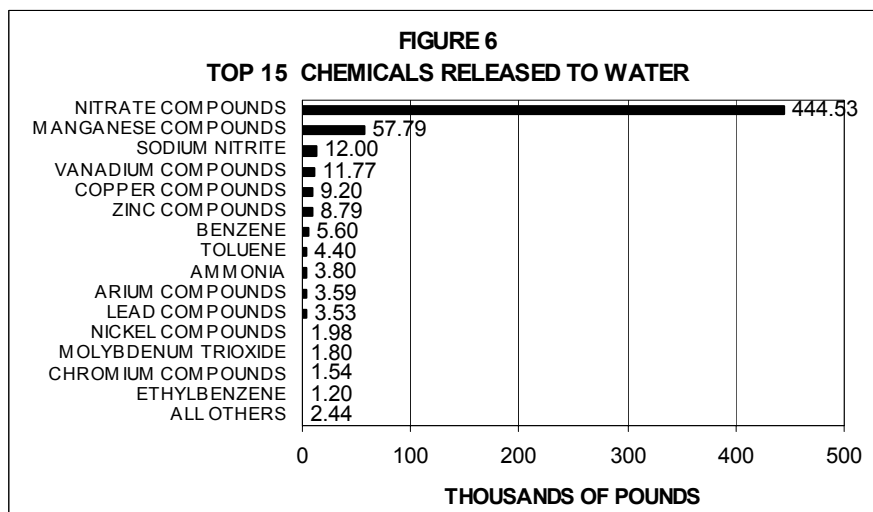 FIGURE 6
TOP 15 CHEMICALS RELEASED TO WATER
NITRATE COMPOUNDS 444.53
MANGANESE COMPOUNDS 57.79
SODIUM NITRITE 12.00
VANADIUM COMPOUNDS 11.77
COPPER COMPOUNDS 9.20
ZINC COMPOUNDS 8.79
BENZENE 5.60
TOLUENE 4.40
AMMONIA 3.80
ARIUM COMPOUNDS 3.59
LEAD COMPOUNDS 3.53
NICKEL COMPOUNDS 1.98
MOLYBDENUM TRIOXIDE 1.80
CHROMIUM COMPOUNDS 1.54
ETHYLBENZENE 1.20
ALL OTHERS 2.44
0 100 200 300 400 500
THOUSANDS OF POUNDS